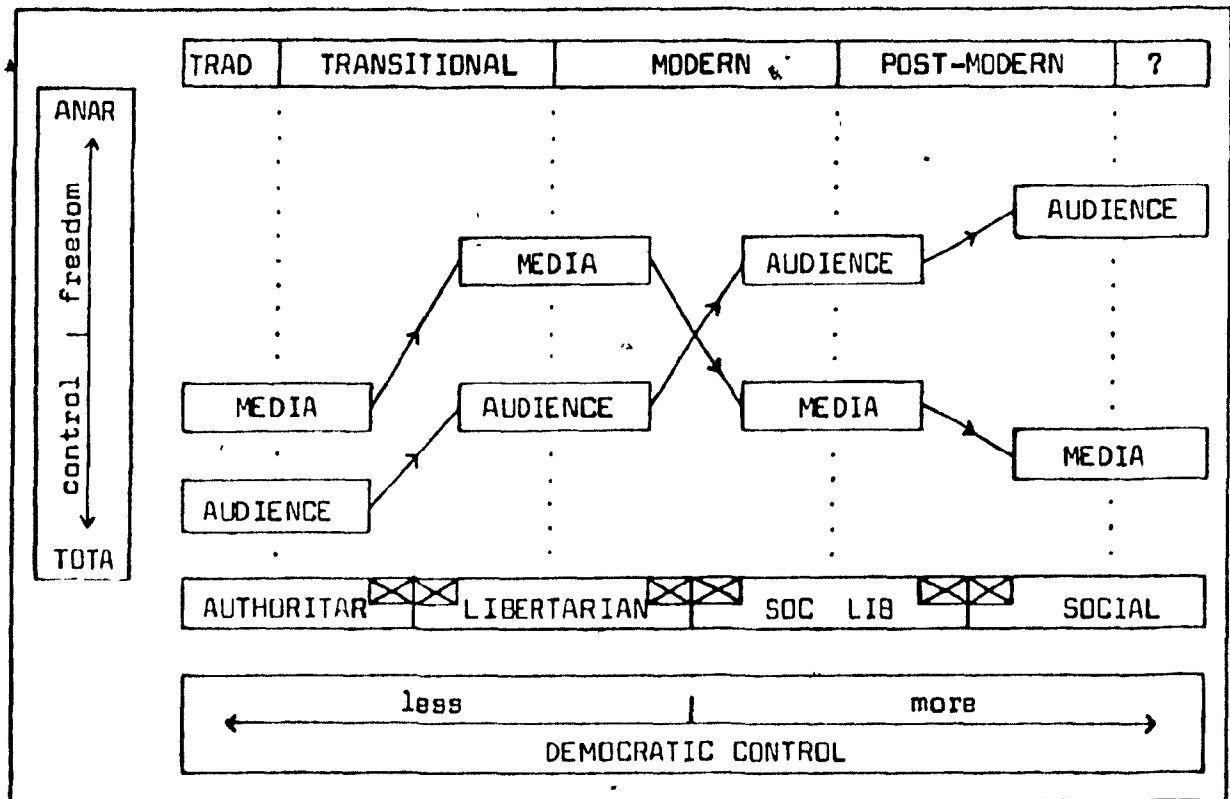 TRAD TRANSITIONAL MODERN POST-MODERN ?
ANAR
control | freedom
TOTA
AUDIENCE
MEDIA AUDIENCE
MEDIA AUDIENCE MEDIA
MEDIA
AUDIENCE
AUTHORITAR LIBERTARIAN SOC LIB SOCIAL
less more
DEMOCRATIC CONTROL